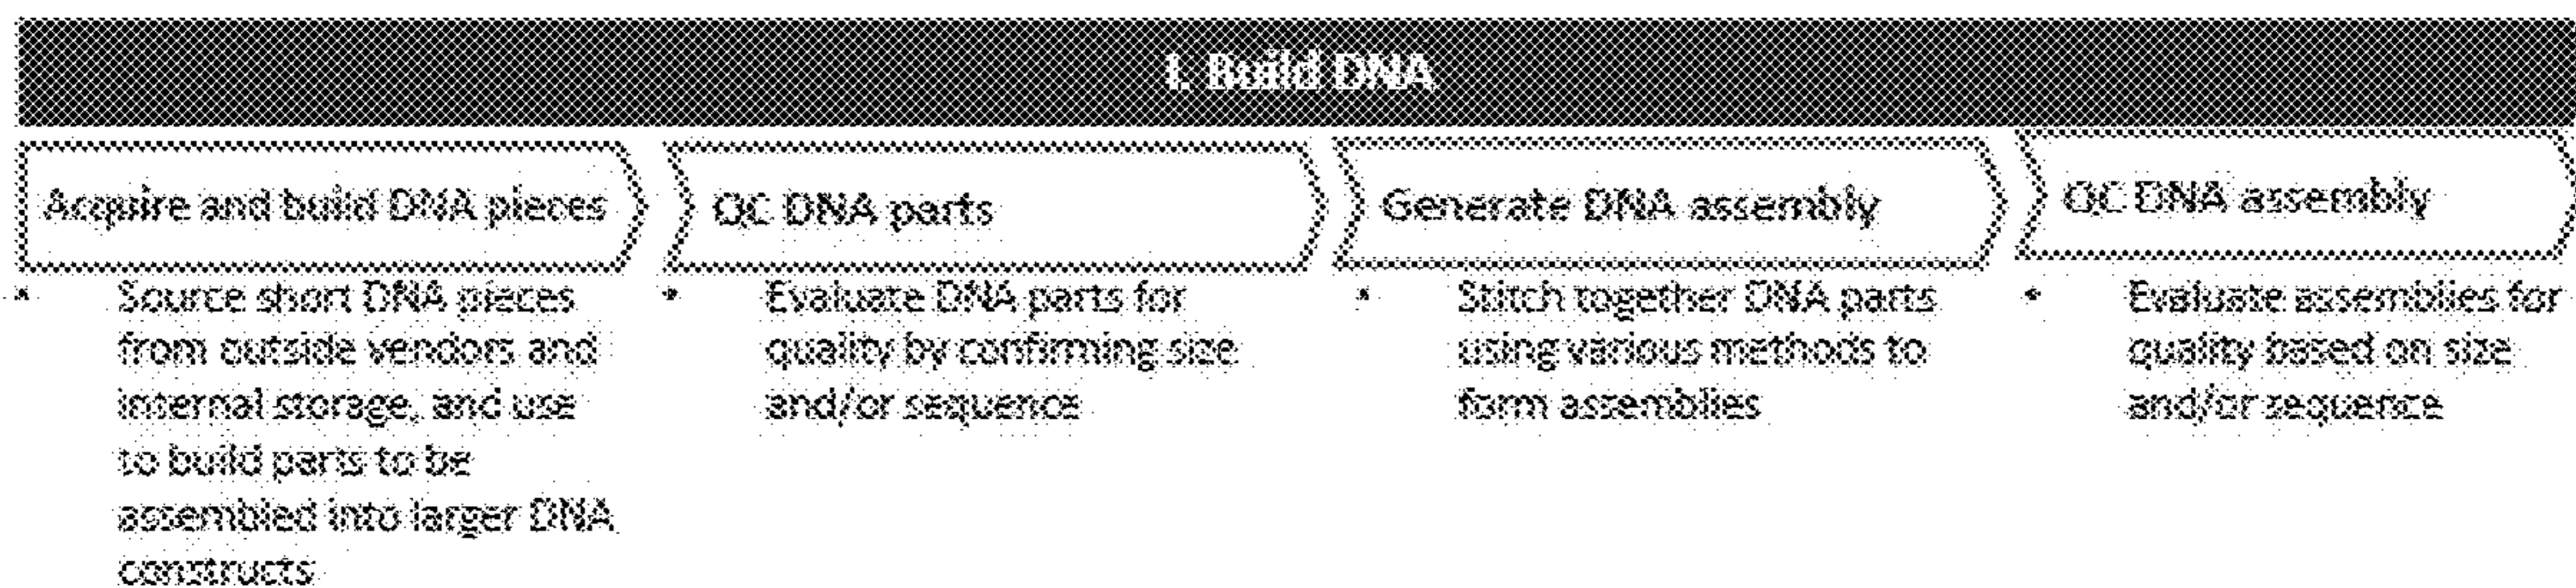 1. Build DNA
Acquire and build DNA pieces
QC DNA parts
Generate DNA assembly
QC DNA assembly
• Source short DNA pieces
from outside vendors and
internal storage, and use
to build parts to be
assembled into larger DNA
constructs
• Evaluate DNA parts for
quality by confirming size
and/or sequence
• Stitch together DNA parts
using various methods to
form assemblies
• Evaluate assemblies for
quality based on size
and/or sequence